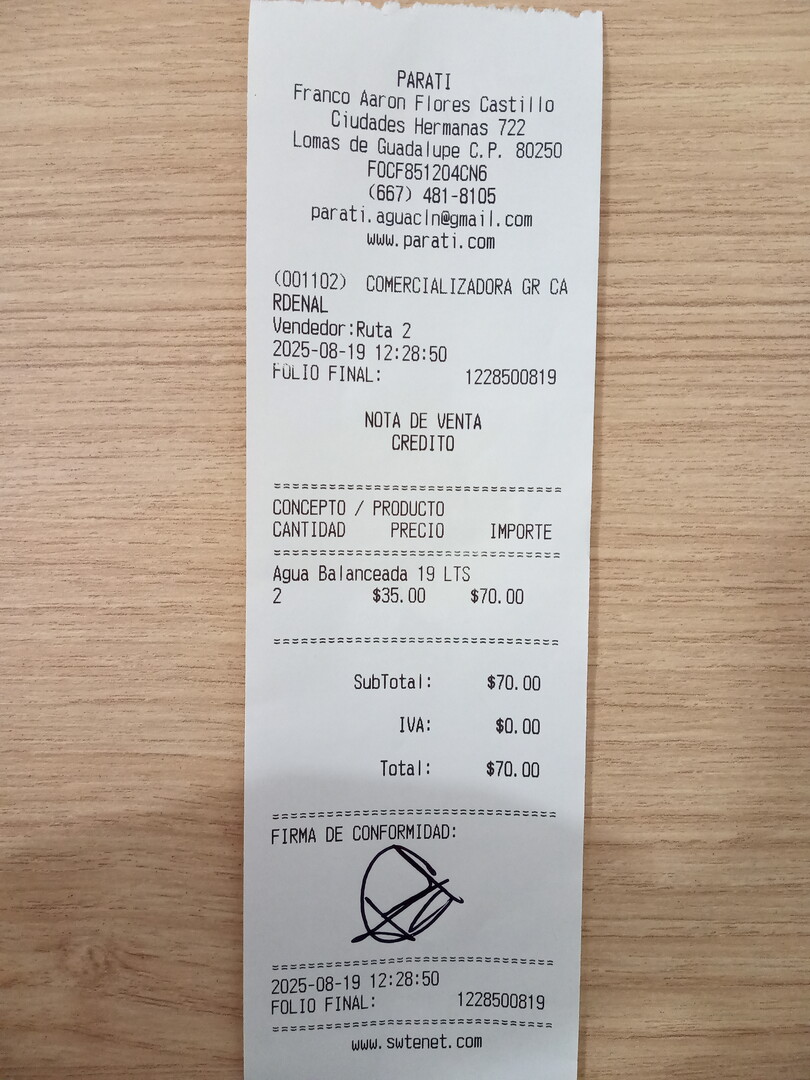 PARATI
Franco Aaron Flores Castillo
Ciudades Hermanas 722
Lomas de Guadalupe C.P. 80250
FOCF851204CN6
(667) 481-8105
parati.aguacln@gmail.com
www.parati.com
(001102) COMERCIALIZADORA GR CA
RDENAL
Vendedor:Ruta 2
2025-08-19 12:28:50
FOLIO FINAL: 1228500819
NOTA DE VENTA
CREDITO
================================
CONCEPTO / PRODUCTO
CANTIDAD PRECIO IMPORTE
================================
Agua Balanceada 19 LTS
2 $35.00 $70.00
================================
SubTotal: $70.00
IVA: $0.00
Total: $70.00
================================
FIRMA DE CONFORMIDAD:
================================
2025-08-19 12:28:50
FOLIO FINAL: 1228500819
================================
www.swtenet.com